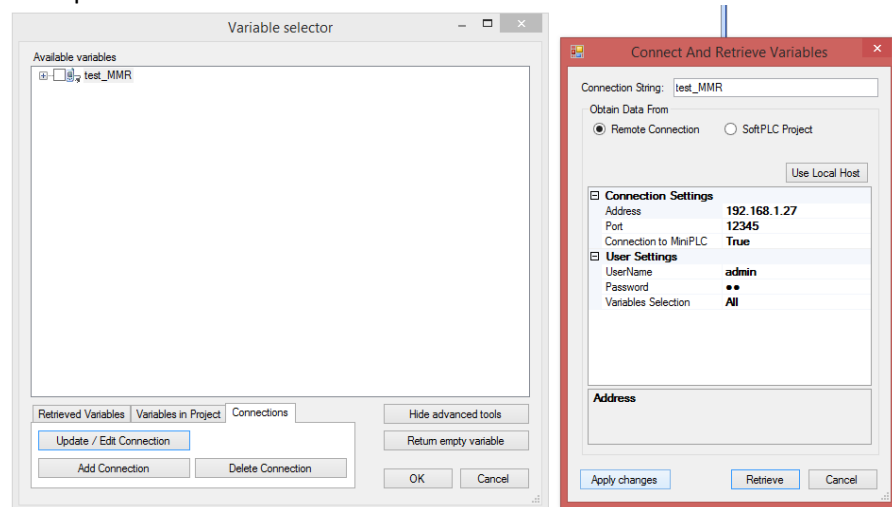 Variable selector
Available variables
test_MMR
Retrieved Variables
Variables in Project
Connections
Update / Edit Connection
Add Connection
Delete Connection
Hide advanced tools
Return empty variable
OK
Cancel
Connect And Retrieve Variables
Connection String: test_MMR
Obtain Data From
Remote Connection
SoftPLC Project
Use Local Host
Connection Settings
Address 192.168.1.27
Port 12345
Connection to MiniPLC True
User Settings
UserName admin
Password ●●
Variables Selection All
Address
Apply changes
Retrieve
Cancel